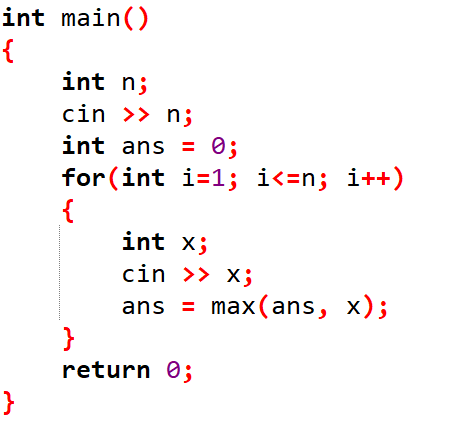 int main()
{
    int n;
    cin >> n;
    int ans = 0;
    for(int i=1; i<=n; i++)
    {
        int x;
        cin >> x;
        ans = max(ans, x);
    }
    return 0;
}